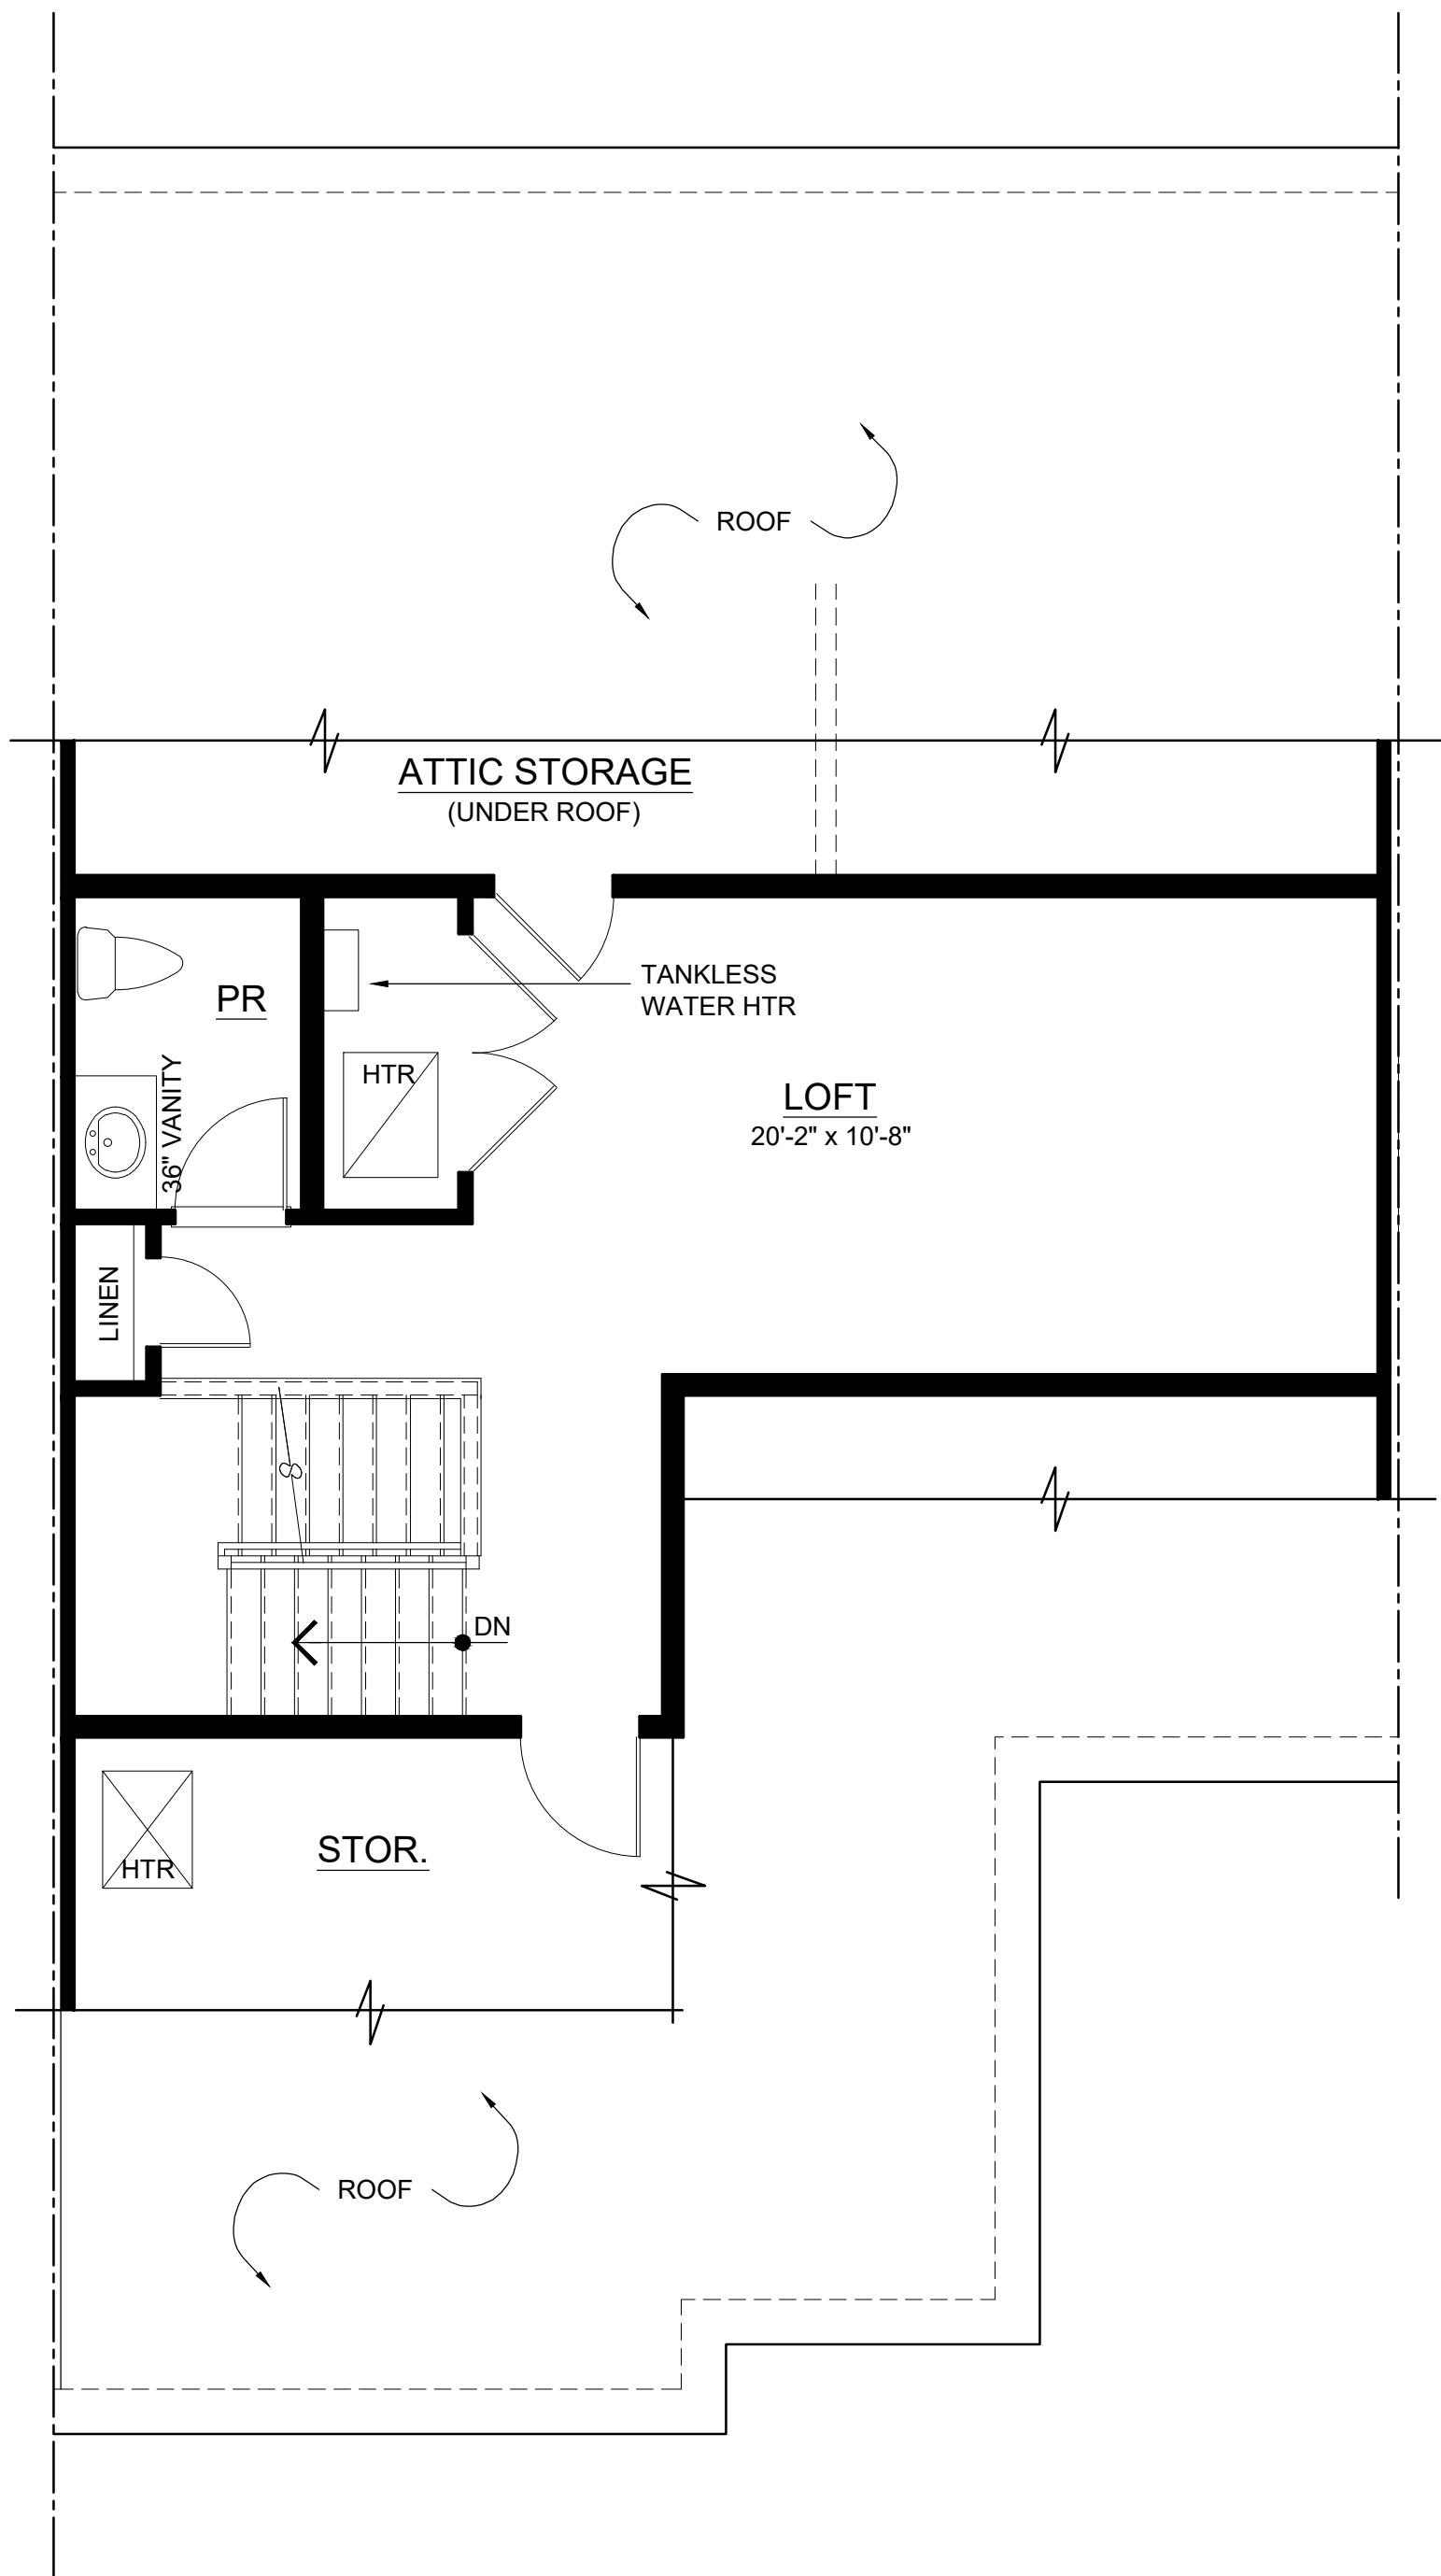 ROOF
ATTIC STORAGE
(UNDER ROOF)
TANKLESS
WATER HTR
PR
HTR
36" VANITY
LOFT
20'-2" x 10'-8"
LINEN
DN
STOR.
HTR
ROOF